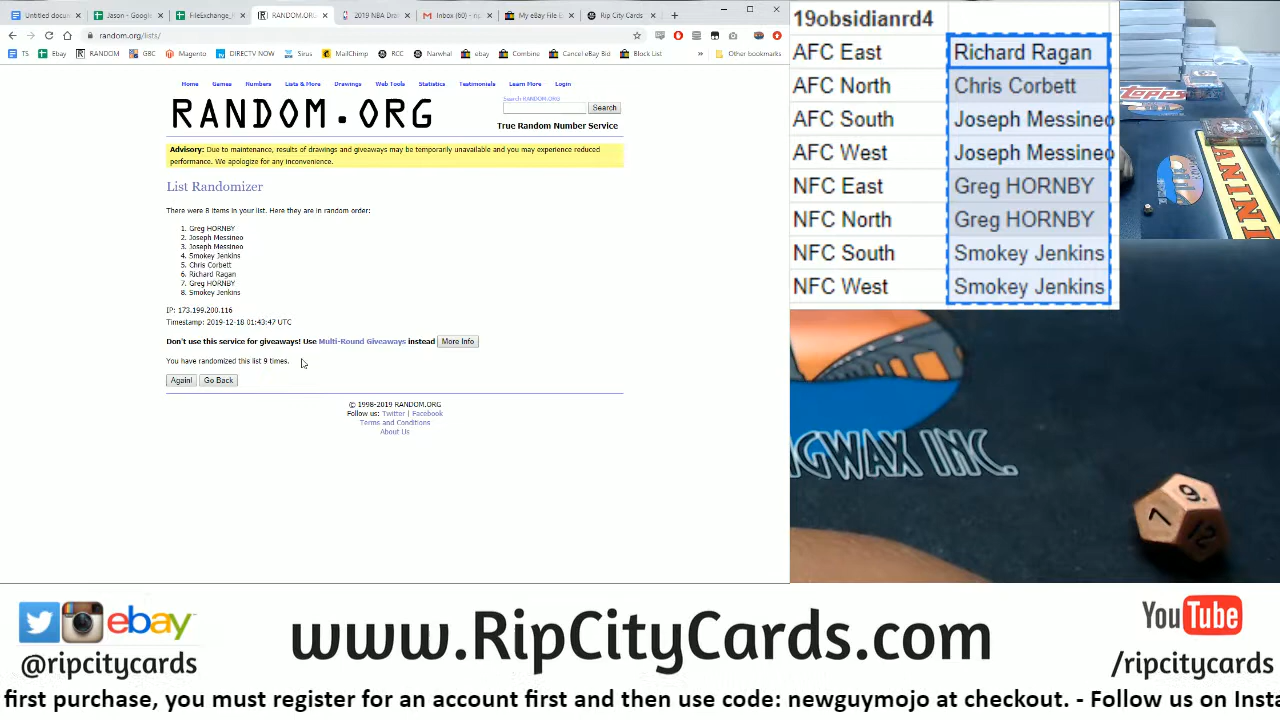 Untitled docum
Jason - Google
FileExchange_
RANDOM.ORG
2019 NBA Dra
Inbox (60) -
My eBay File E
Rip City Cards
random.org/lists/
TS
Ebay
RANDOM
GBC
Magento
DIRECTV NOW
Sirus
MailChimp
RCC
Narwhal
ebay
Combine
Cancel eBay Bid
Block List
Other bookmarks
Home
Games
Numbers
Lists & More
Drawings
Web Tools
Statistics
Testimonials
Learn More
Login
RANDOM.ORG
Search RANDOM.ORG
Search
True Random Number Service
Advisory: Due to maintenance, results of drawings and giveaways may be temporarily unavailable and you may experience reduced
performance. We apologize for any inconvenience.
List Randomizer
There were 8 items in your list. Here they are in random order:
1. Greg HORNBY
2. Joseph Messineo
3. Joseph Messineo
4. Smokey Jenkins
5. Chris Corbett
6. Richard Ragan
7. Greg HORNBY
8. Smokey Jenkins
IP: 173.199.200.116
Timestamp: 2019-12-18 01:43:47 UTC
Don't use this service for giveaways! Use Multi-Round Giveaways instead
More Info
You have randomized this list 9 times.
Again!
Go Back
© 1998-2019 RANDOM.ORG
Follow us: Twitter | Facebook
Terms and Conditions
About Us
19obsidianrd4
AFC East Richard Ragan
AFC North Chris Corbett
AFC South Joseph Messineo
AFC West Joseph Messineo
NFC East Greg HORNBY
NFC North Greg HORNBY
NFC South Smokey Jenkins
NFC West Smokey Jenkins
TOPPS
PANINI
GWAX INC.
9.
7
12
ebay
@ripcitycards
www.RipCityCards.com
YouTube
/ripcitycards
first purchase, you must register for an account first and then use code: newguymojo at checkout. - Follow us on Insta